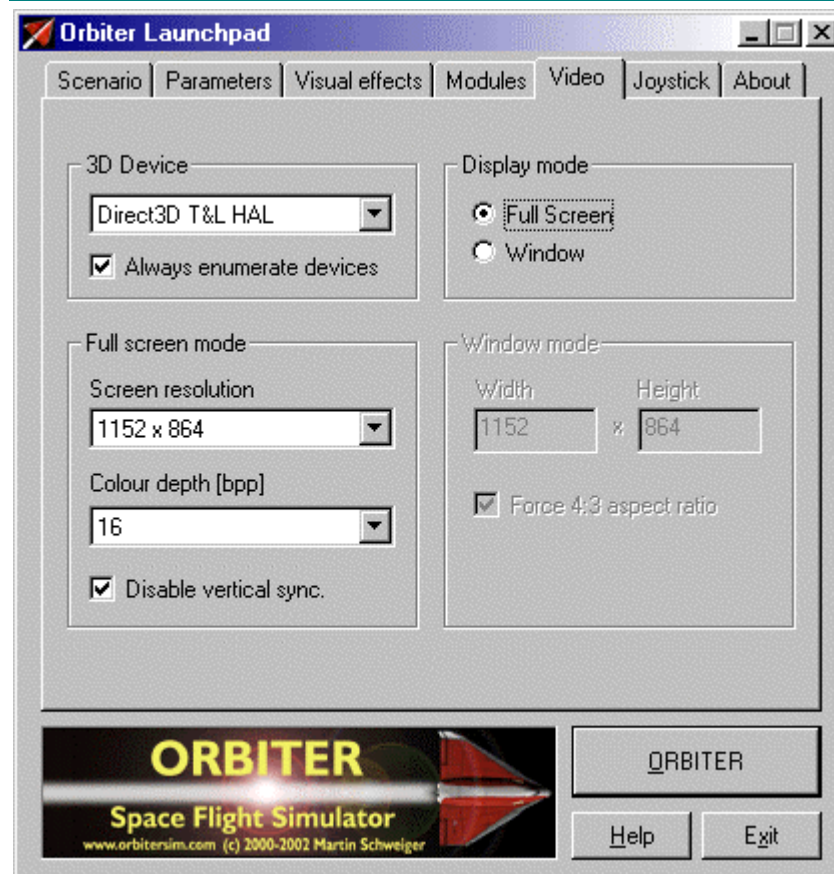 Orbiter Launchpad
Scenario Parameters Visual effects Modules Video Joystick About
3D Device
Direct3D T&L HAL
Always enumerate devices
Display mode
Full Screen
Window
Full screen mode
Screen resolution
1152 x 864
Colour depth [bpp]
16
Disable vertical sync.
Window mode
Width Height
1152 x 864
Force 4:3 aspect ratio
ORBITER
Space Flight Simulator
www.orbitersim.com (c) 2000-2002 Martin Schweiger
ORBITER
Help Exit